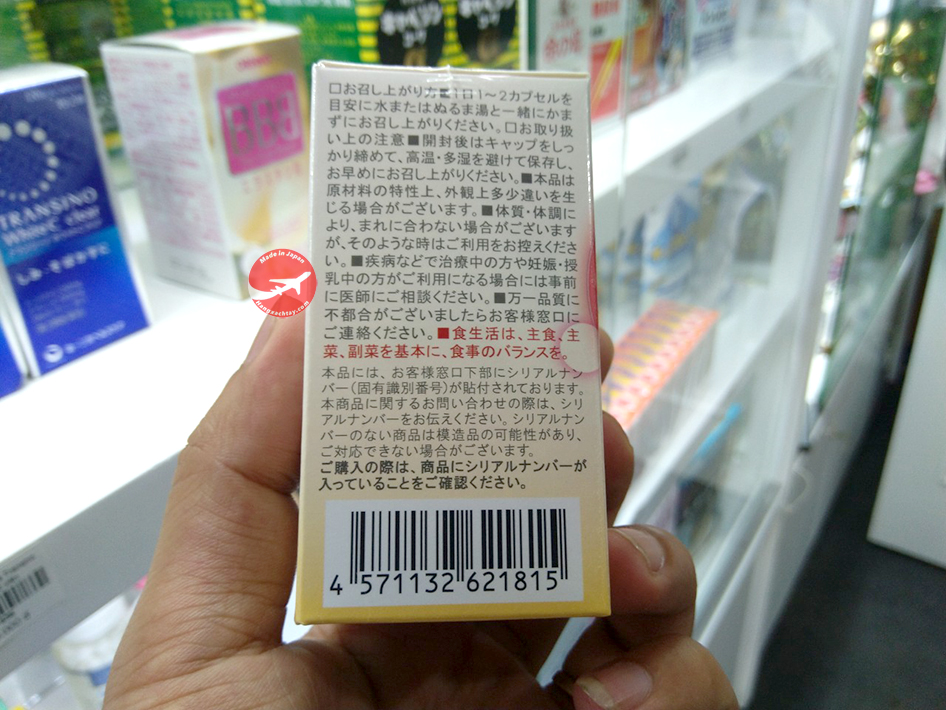 □お召し上がり方■1日1〜2カプセルを
目安に水またはぬるま湯と一緒にかま
ずにお召し上がりください。□お取り扱
い上の注意■開封後はキャップをしっ
かり締めて、高温・多湿を避けて保存し、
お早めにお召し上がりください。■本品は
原材料の特性上、外観上多少違いを生
じる場合がございます。■体質・体調に
より、まれに合わない場合がございます
が、そのような時はご利用をお控えくださ
い。■疾病などで治療中の方や妊娠・授
乳中の方がご利用になる場合には事前
に医師にご相談ください。■万一品質に
不都合がございましたらお客様窓口に
ご連絡ください。■食生活は、主食、主
菜、副菜を基本に、食事のバランスを。
本品には、お客様窓口下部にシリアルナン
バー(固有識別番号)が貼付されております。
本商品に関するお問い合わせの際は、シリ
アルナンバーをお伝えください。シリアルナン
バーのない商品は模造品の可能性があり、
ご対応できない場合がございます。
ご購入の際は、商品にシリアルナンバーが
入っていることをご確認ください。
4 571132 621815
Made in Japan
Hangxachtay.com
TRANSINO
White C clear
しみ・そばかすに
BBd